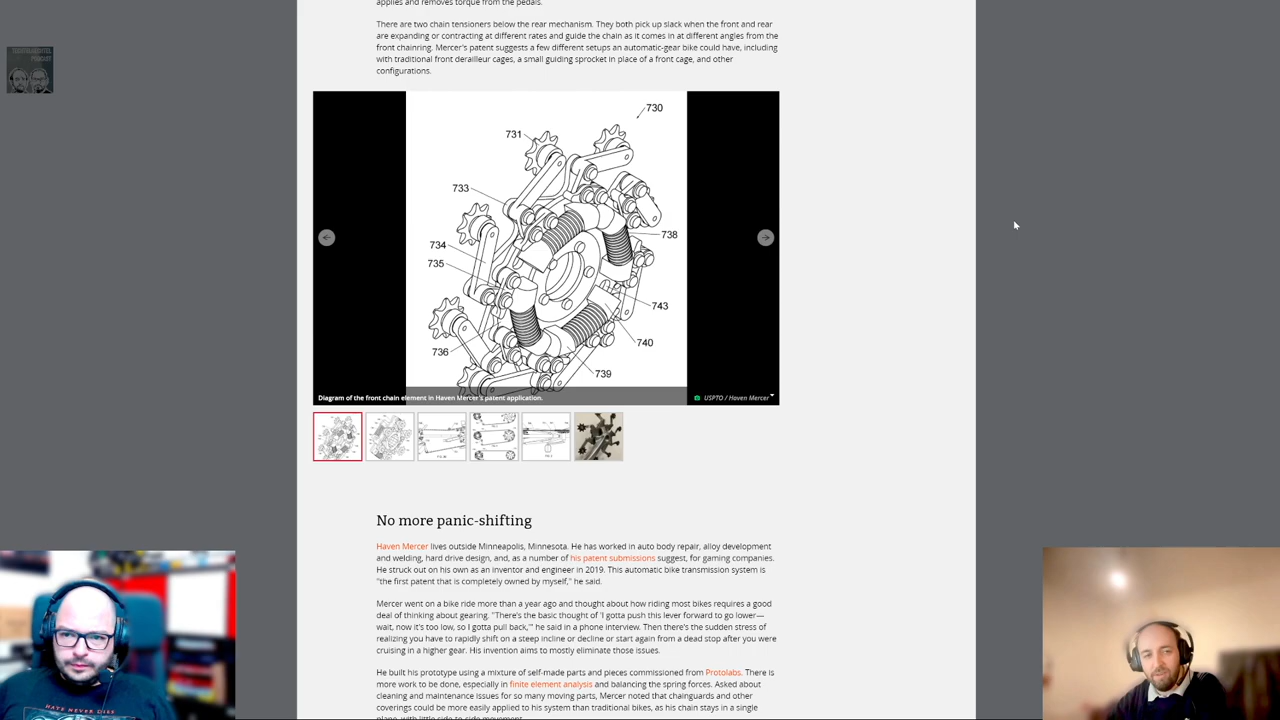 applies and removes torque from the pedals.
There are two chain tensioners below the rear mechanism. They both pick up slack when the front and rear
are expanding or contracting at different rates and guide the chain as it comes in at different angles from the
front chainring. Mercer's patent suggests a few different setups an automatic-gear bike could have, including
with traditional front derailleur cages, a small guiding sprocket in place of a front cage, and other
configurations.
730
731
733
738
734
735
743
740
736
739
Diagram of the front chain element in Haven Mercer's patent application.
USPTO / Haven Mercer
No more panic-shifting
Haven Mercer lives outside Minneapolis, Minnesota. He has worked in auto body repair, alloy development
and welding, hard drive design, and, as a number of his patent submissions suggest, for gaming companies.
He struck out on his own as an inventor and engineer in 2019. This automatic bike transmission system is
"the first patent that is completely owned by myself," he said.
Mercer went on a bike ride more than a year ago and thought about how riding most bikes requires a good
deal of thinking about gearing. "There's the basic thought of 'I gotta push this lever forward to go lower—
wait, now it's too low, so I gotta pull back,'" he said in a phone interview. Then there's the sudden stress of
realizing you have to rapidly shift on a steep incline or decline or start again from a dead stop after you were
cruising in a higher gear. His invention aims to mostly eliminate those issues.
He built his prototype using a mixture of self-made parts and pieces commissioned from Protolabs. There is
more work to be done, especially in finite element analysis and balancing the spring forces. Asked about
cleaning and maintenance issues for so many moving parts, Mercer noted that chainguards and other
coverings could be more easily applied to his system than traditional bikes, as his chain stays in a single
plane, with little side-to-side movement.
HATE NEVER DIES